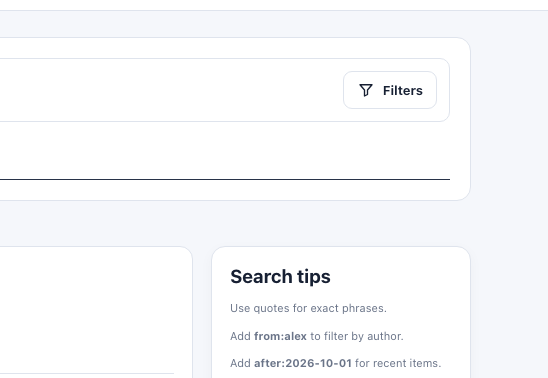 Filters
Search tips
Use quotes for exact phrases.
Add from:alex to filter by author.
Add after:2026-10-01 for recent items.